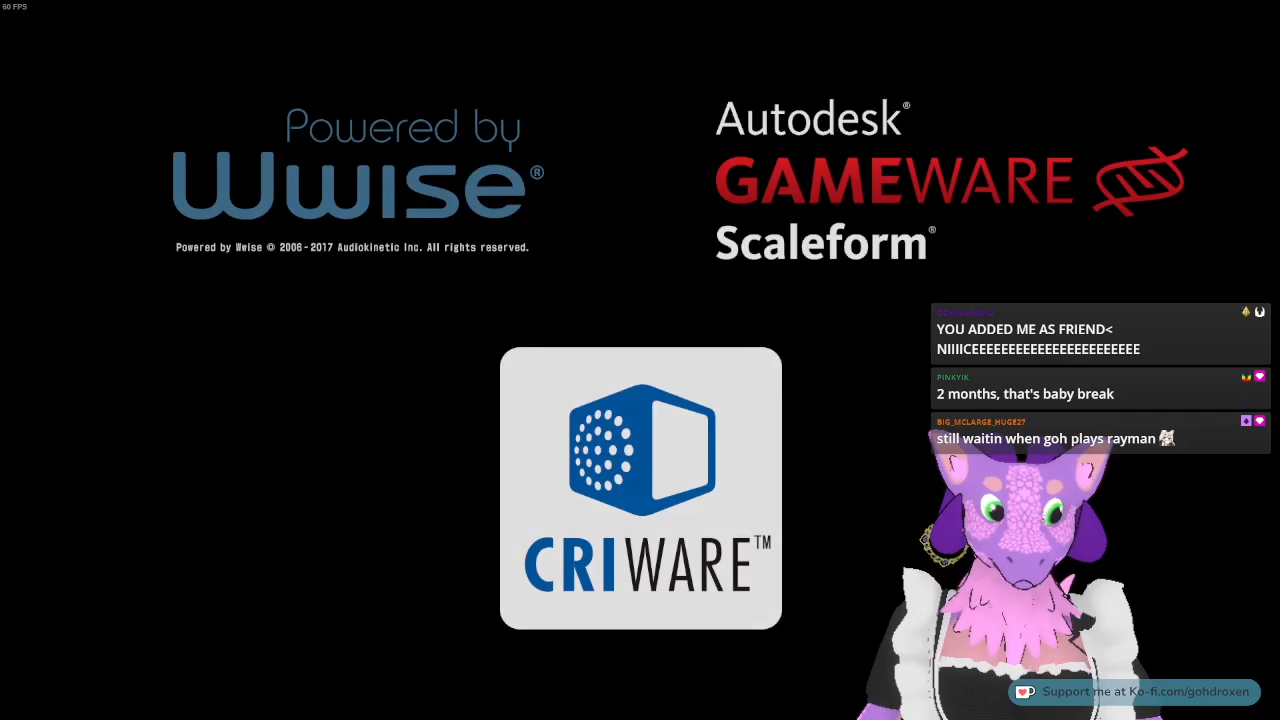 60 FPS
Powered by
Wwise®
Powered by Wwise © 2006-2017 Audiokinetic Inc. All rights reserved.
Autodesk®
GAMEWARE
Scaleform®
CRIWARE™
YOU ADDED ME AS FRIEND<
NIIIICEEEEEEEEEEEEEEEEEEEEEEE
PINKYIK
2 months, that's baby break
BIG_MCLARGE_HUGE27
still waitin when goh plays rayman
Support me at Ko-fi.com/gohdroxen